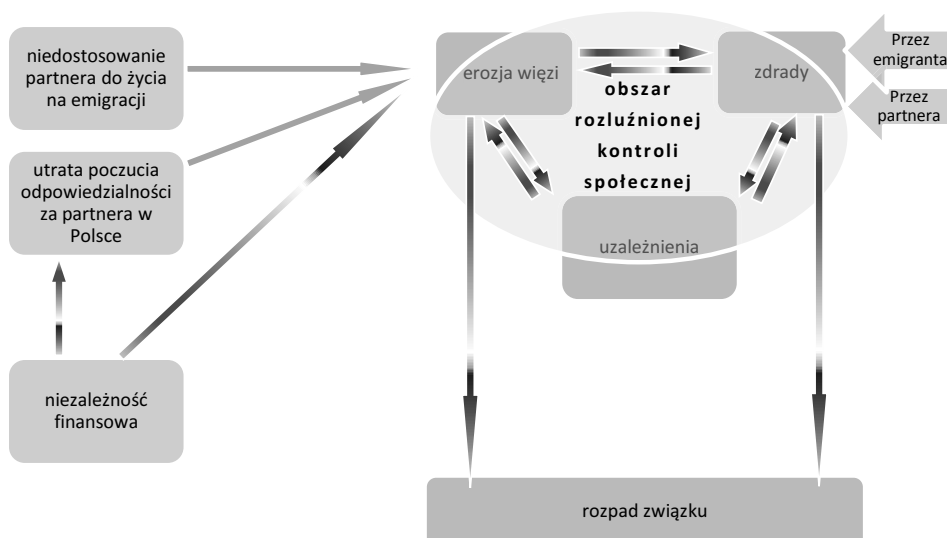 niedostosowanie
partnera do życia
na emigracji
utrata poczucia
odpowiedzialności
za partnera w
Polsce
niezależność
finansowa
erozja więzi
zdrady
Przez
emigranta
Przez
partnera
obszar
rozluźnionej
kontroli
społecznej
uzależnienia
rozpad związku